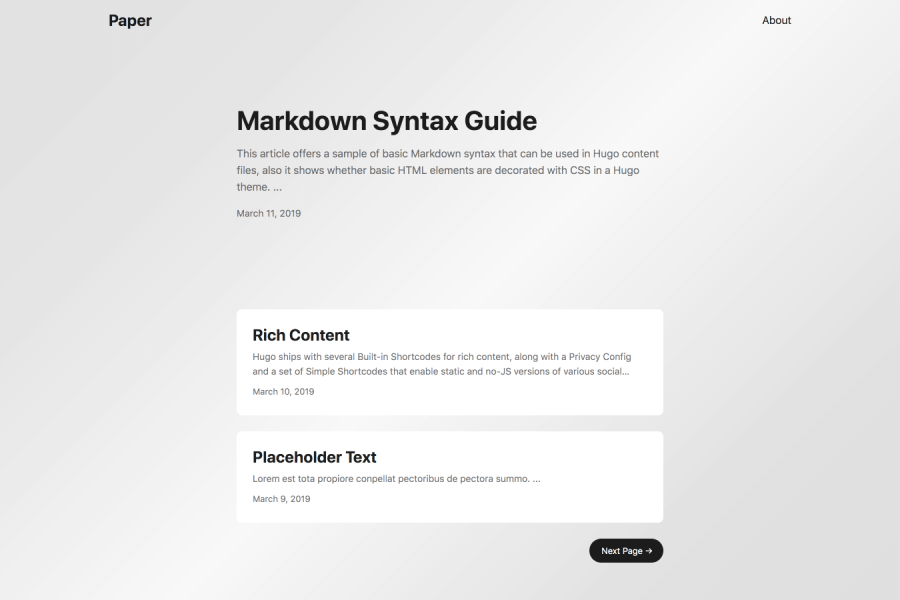 Paper
About
Markdown Syntax Guide
This article offers a sample of basic Markdown syntax that can be used in Hugo content
files, also it shows whether basic HTML elements are decorated with CSS in a Hugo
theme. ...
March 11, 2019
Rich Content
Hugo ships with several Built-in Shortcodes for rich content, along with a Privacy Config
and a set of Simple Shortcodes that enable static and no-JS versions of various social...
March 10, 2019
Placeholder Text
Lorem est tota propiore conpellat pectoribus de pectora summo. ...
March 9, 2019
Next Page →